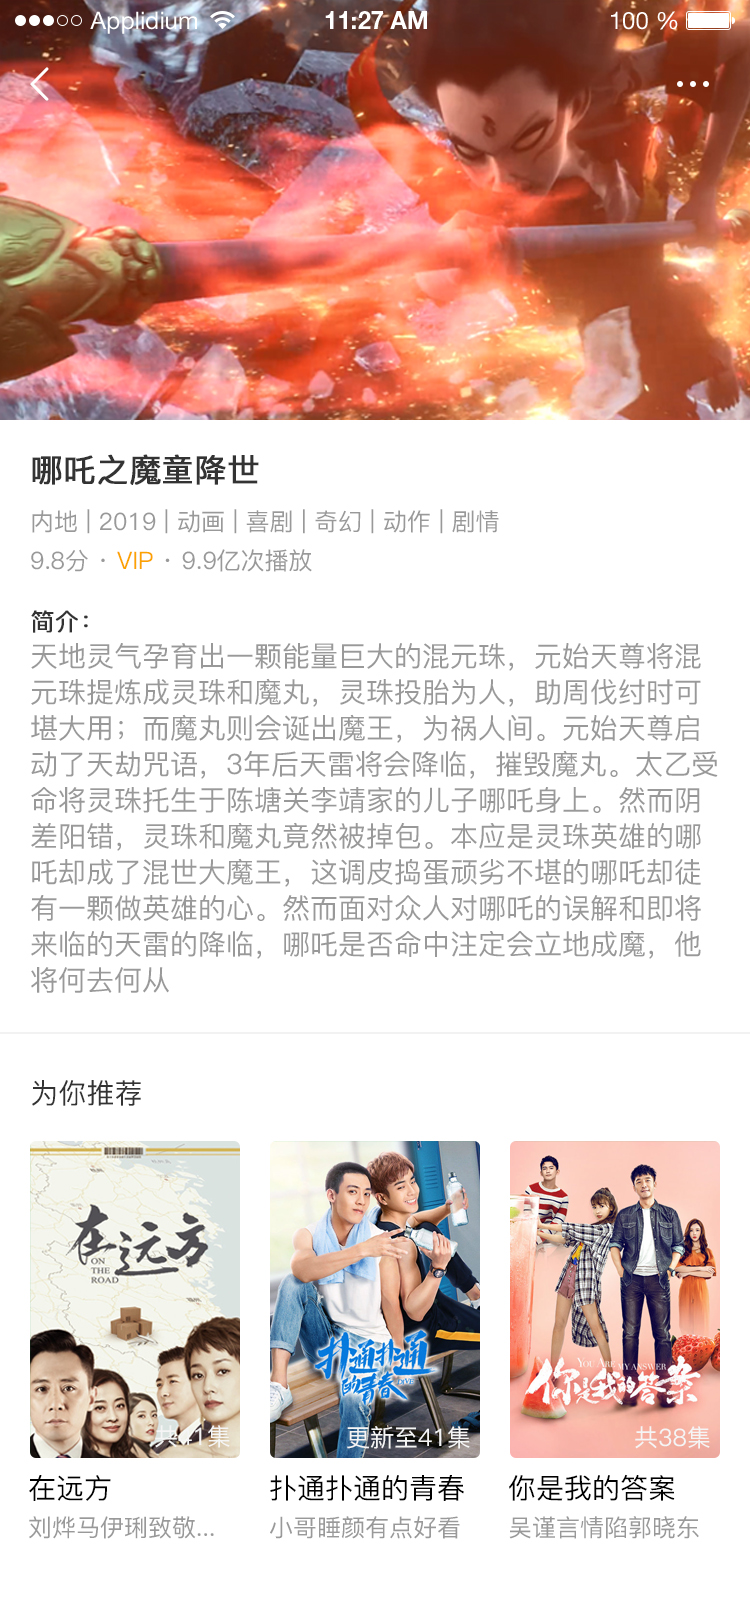 Applidium 11:27 AM 100 %
哪吒之魔童降世
内地 | 2019 | 动画 | 喜剧 | 奇幻 | 动作 | 剧情
9.8分 · VIP · 9.9亿次播放
简介：
天地灵气孕育出一颗能量巨大的混元珠，元始天尊将混
元珠提炼成灵珠和魔丸，灵珠投胎为人，助周伐纣时可
堪大用；而魔丸则会诞出魔王，为祸人间。元始天尊启
动了天劫咒语，3年后天雷将会降临，摧毁魔丸。太乙受
命将灵珠托生于陈塘关李靖家的儿子哪吒身上。然而阴
差阳错，灵珠和魔丸竟然被掉包。本应是灵珠英雄的哪
吒却成了混世大魔王，这调皮捣蛋顽劣不堪的哪吒却徒
有一颗做英雄的心。然而面对众人对哪吒的误解和即将
来临的天雷的降临，哪吒是否命中注定会立地成魔，他
将何去何从
为你推荐
在远方
ON
THE
ROAD
共41集
扑通扑通
的青春
更新至41集
YOU ARE MY ANSWER
你是我的答案
共38集
在远方
扑通扑通的青春
你是我的答案
刘烨马伊琍致敬...
小哥睡颜有点好看
吴谨言情陷郭晓东